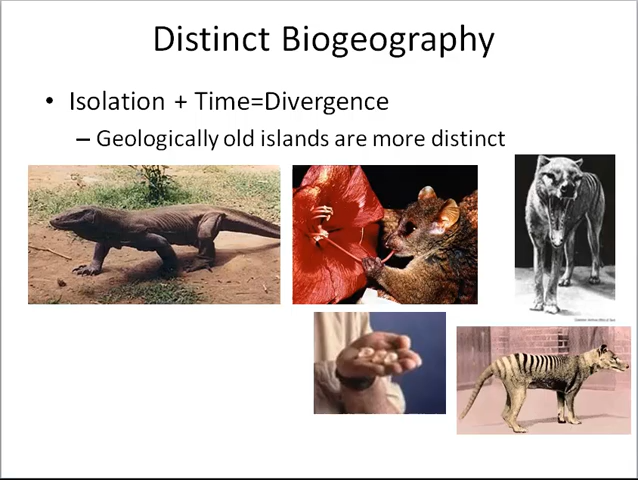 Distinct Biogeography
• Isolation + Time=Divergence
– Geologically old islands are more distinct